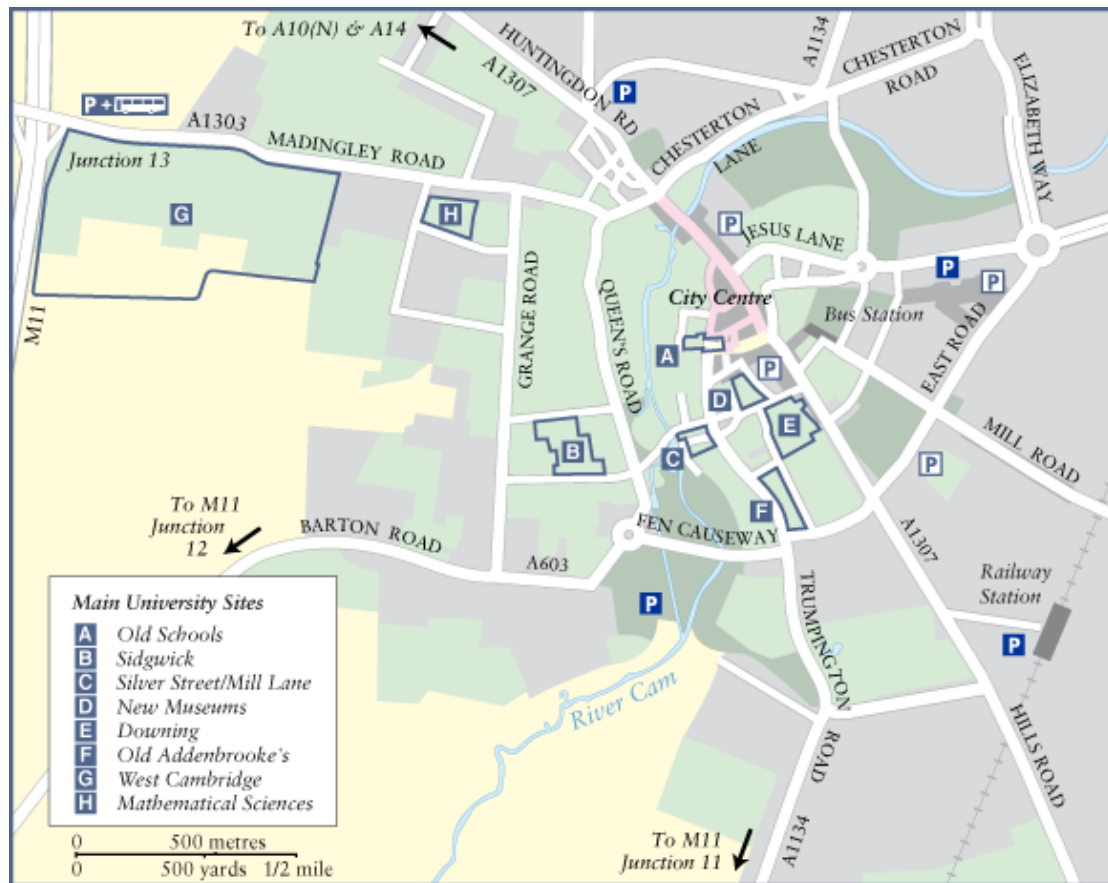 To A10(N) & A14
HUNTINGDON RD
A1307
A1134
CHESTERTON
ROAD
ELIZABETH WAY
P
P+
A1303
MADINGLEY ROAD
Junction 13
CHESTERTON
LANE
G
H
P
JESUS LANE
P
P
M11
GRANGE ROAD
QUEEN'S ROAD
City Centre
Bus Station
EAST ROAD
A
P
D
E
B
C
MILL ROAD
P
To M11
Junction
12
BARTON ROAD
A603
F
FEN CAUSEWAY
A1307
Railway
Station
P
P
TRUMPINGTON
ROAD
River Cam
HILLS ROAD
Main University Sites
A Old Schools
B Sidgwick
C Silver Street/Mill Lane
D New Museums
E Downing
F Old Addenbrooke's
G West Cambridge
H Mathematical Sciences
0 500 metres
0 500 yards 1/2 mile
To M11
Junction 11
A1134